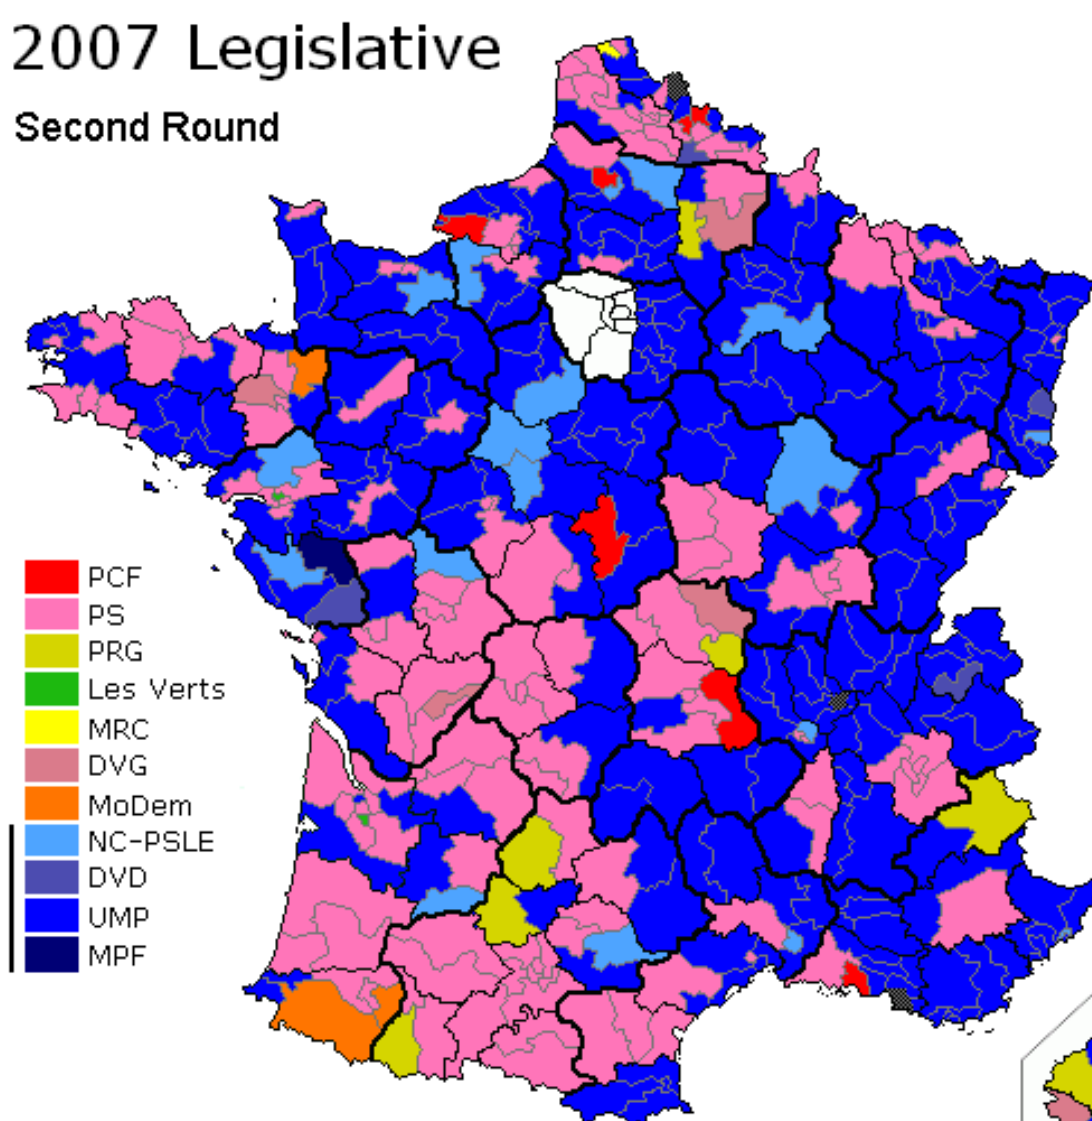 2007 Legislative
Second Round
PCF
PS
PRG
Les Verts
MRC
DVG
MoDem
NC-PSLE
DVD
UMP
MPF